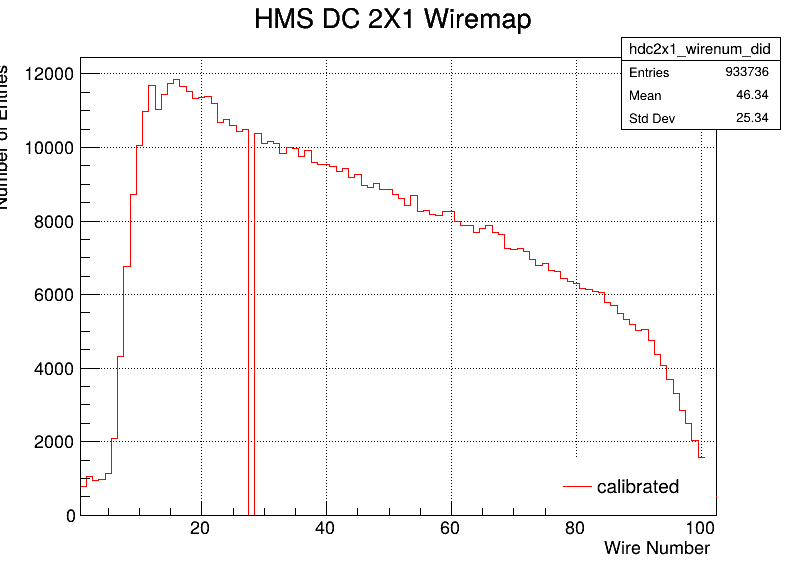 HMS DC 2X1 Wiremap
hdc2x1_wirenum_did
Entries 933736
Mean 46.34
Std Dev 25.34
Number of Entries
12000
10000
8000
6000
4000
2000
0
20 40 60 80 100
Wire Number
calibrated